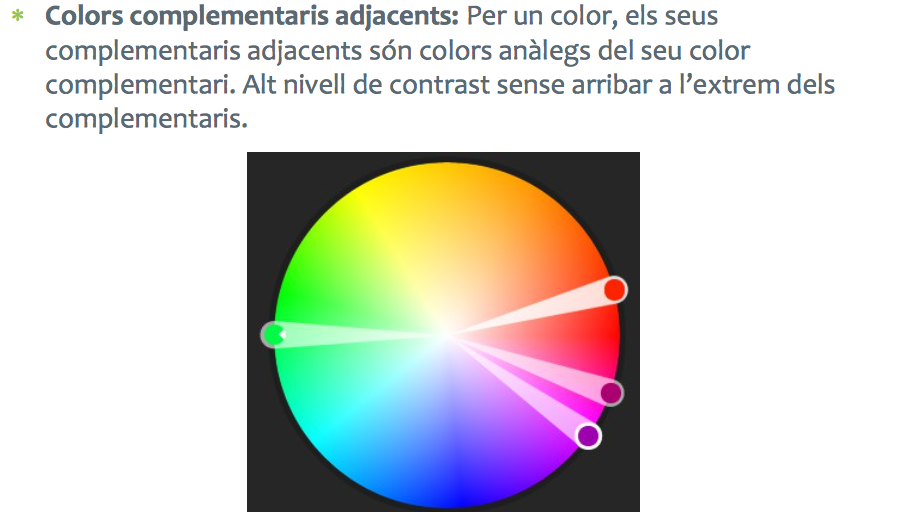 * Colors complementaris adjacents: Per un color, els seus
complementaris adjacents són colors anàlegs del seu color
complementari. Alt nivell de contrast sense arribar a l’extrem dels
complementaris.